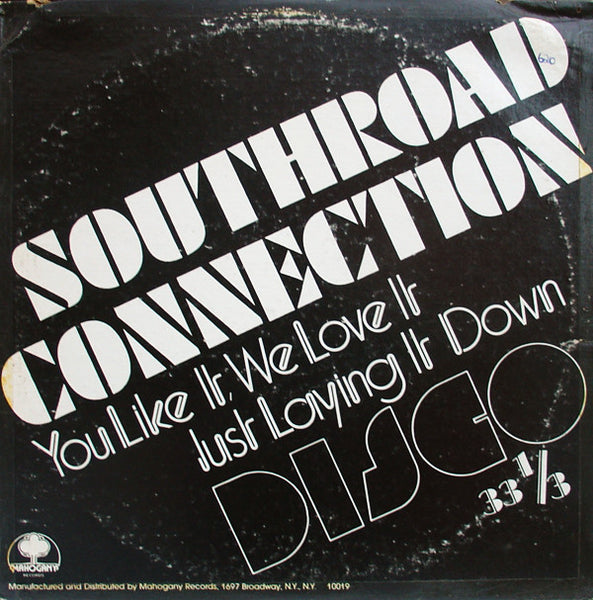 620
SOUTHROAD
CONNECTION
You Like It, We Love It
Just Laying It Down
DISCO
33 1/3
MAHOGANY
RECORDS
Manufactured and Distributed by Mahogany Records, 1697 Broadway, N.Y., N.Y. 10019